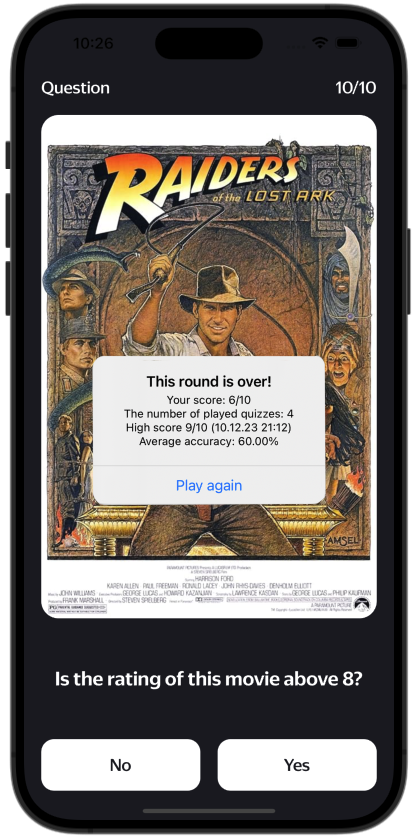 10:26
Question
10/10
RAIDERS
of the LOST ARK
This round is over!
Your score: 6/10
The number of played quizzes: 4
High score 9/10 (10.12.23 21:12)
Average accuracy: 60.00%
Play again
AMSEL
HARRISON FORD
KAREN ALLEN PAUL FREEMAN RONALD LACEY JOHN RHYS-DAVIES DENHOLM ELLIOTT
JOHN WILLIAMS GEORGE LUCAS HOWARD KAZANJIAN LAWRENCE KASDAN GEORGE LUCAS PHILIP KAUFMAN
FRANK MARSHALL STEVEN SPIELBERG
A PARAMOUNT PICTURE
PG
Is the rating of this movie above 8?
No
Yes